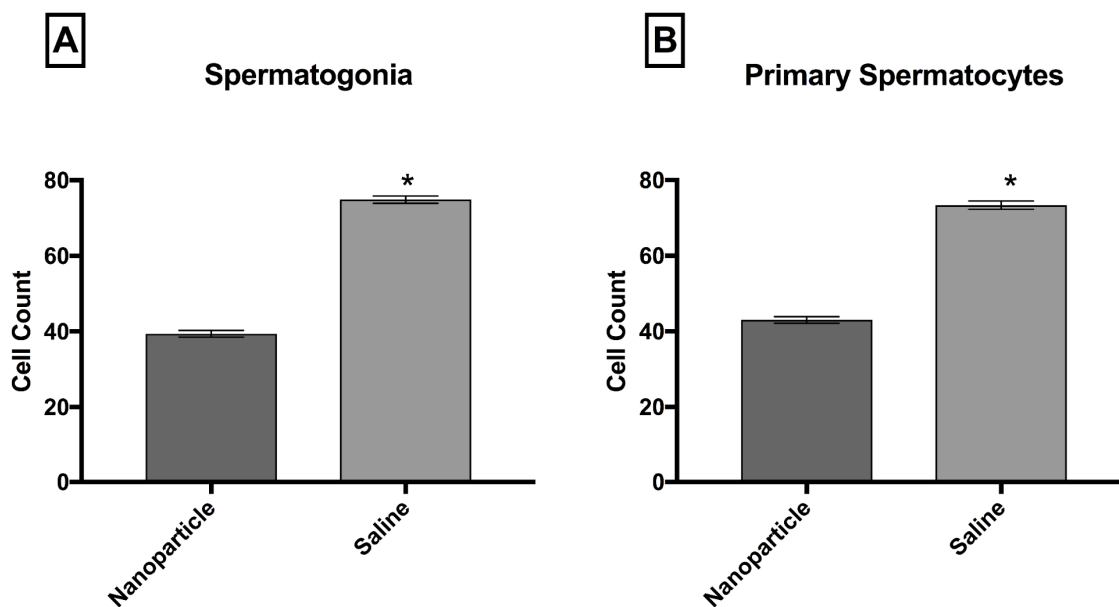 A
Spermatogonia
Cell Count
80
60
40
20
0
*
Nanoparticle
Saline
B
Primary Spermatocytes
Cell Count
80
60
40
20
0
*
Nanoparticle
Saline